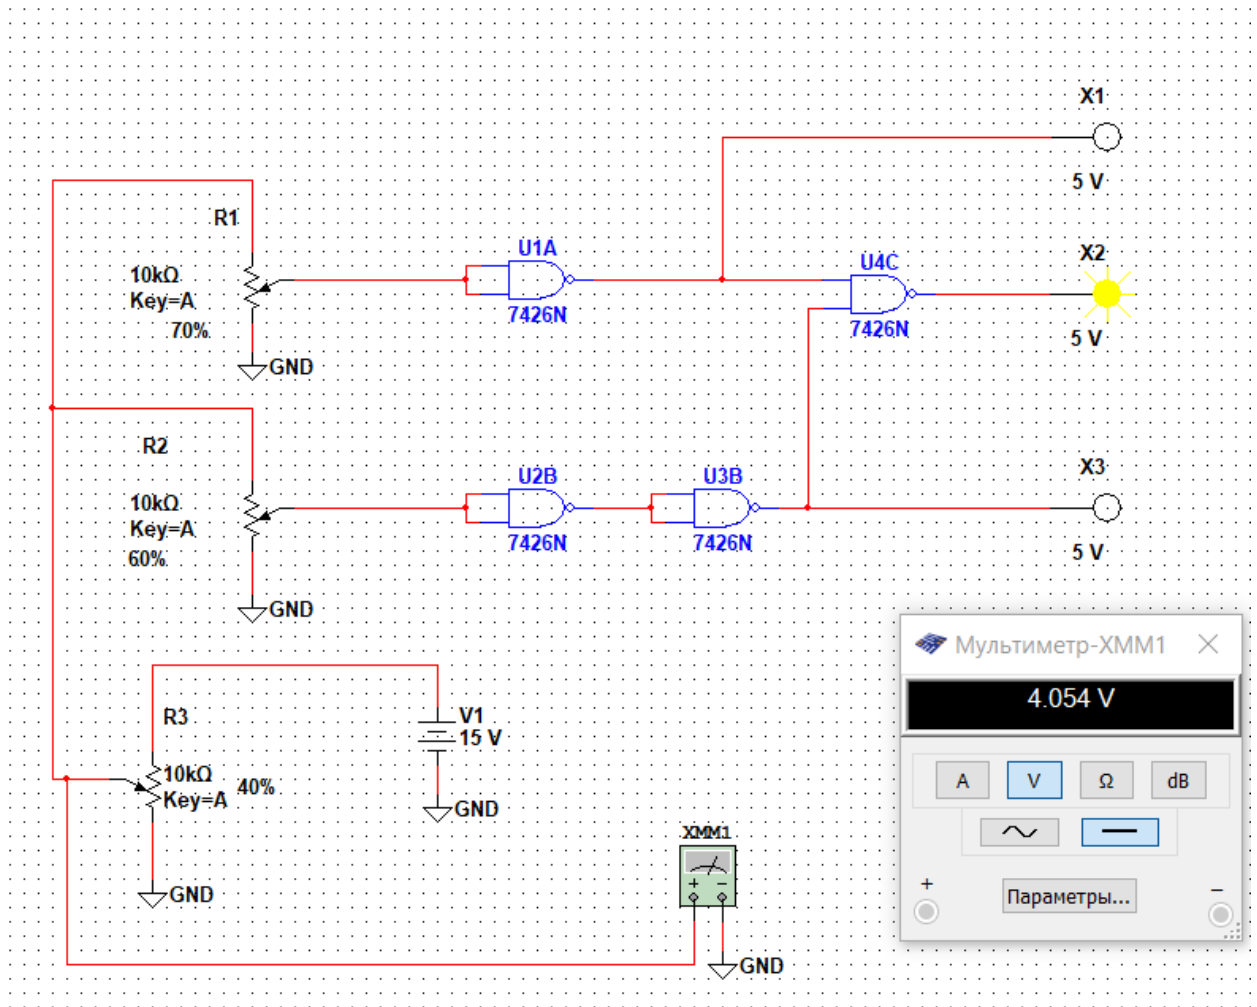 X1
5 V
R1
10kΩ
Key=A
70%
GND
U1A
7426N
U4C
7426N
X2
5 V
R2
10kΩ
Key=A
60%
GND
U2B
7426N
U3B
7426N
X3
5 V
R3
10kΩ
Key=A
40%
GND
V1
15 V
GND
XMM1
+ −
GND
Мультиметр-XMM1
4.054 V
A V Ω dB
+ −
Параметры...